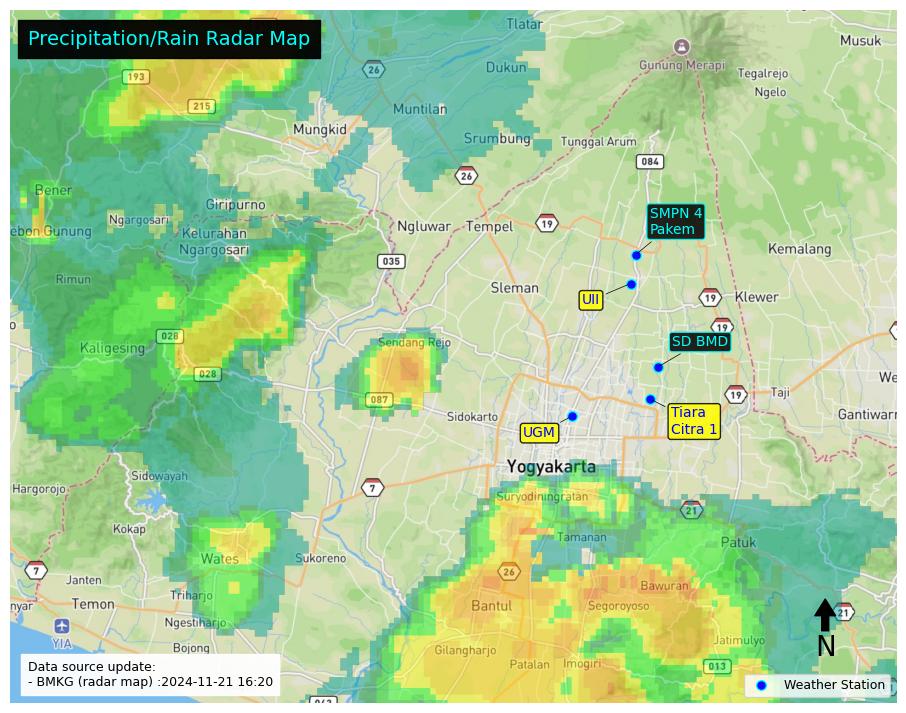 Precipitation/Rain Radar Map
Tlatar
Musuk
26
Gunung Merapi
Dukun
Tegalrejo
193
Ngelo
215
Muntilan
Mungkid
Srumbung
Tunggal Arum
084
26
Bener
Giripurno
Ngargosari
SMPN 4
Pakem
Ngluwar
Tempel
19
Kelurahan
Ngargosari
Kemalang
035
Rimun
Sleman
UII
19
Klewer
19
028
Kaligesing
Sendang Rejo
SD BMD
028
We
087
19
Taji
Sidokarto
Tiara
Citra 1
Gantiwarn
UGM
Yogyakarta
Sidowayah
Hargorojo
7
Suryodiningratan
21
Kokap
Tamanan
Patuk
Wates
Sukoreno
7
Janten
26
Bawuran
Triharjo
nyar
Temon
Bantul
Segoroyoso
21
Ngestiharjo
YIA
N
Jatimulyo
Bojong
Gilangharjo
Patalan
Imogiri
013
Data source update:
- BMKG (radar map) :2024-11-21 16:20
Weather Station